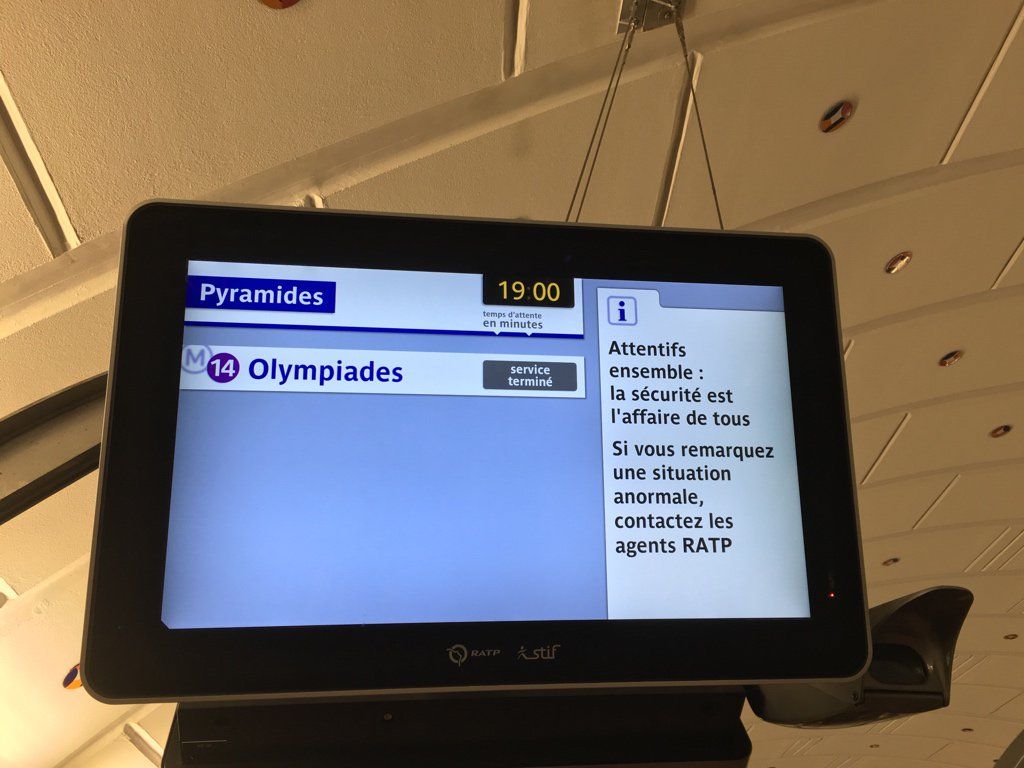 Pyramides
19:00
temps d'attente
en minutes
M 14 Olympiades
service
terminé
i
Attentifs
ensemble :
la sécurité est
l'affaire de tous
Si vous remarquez
une situation
anormale,
contactez les
agents RATP
RATP stif